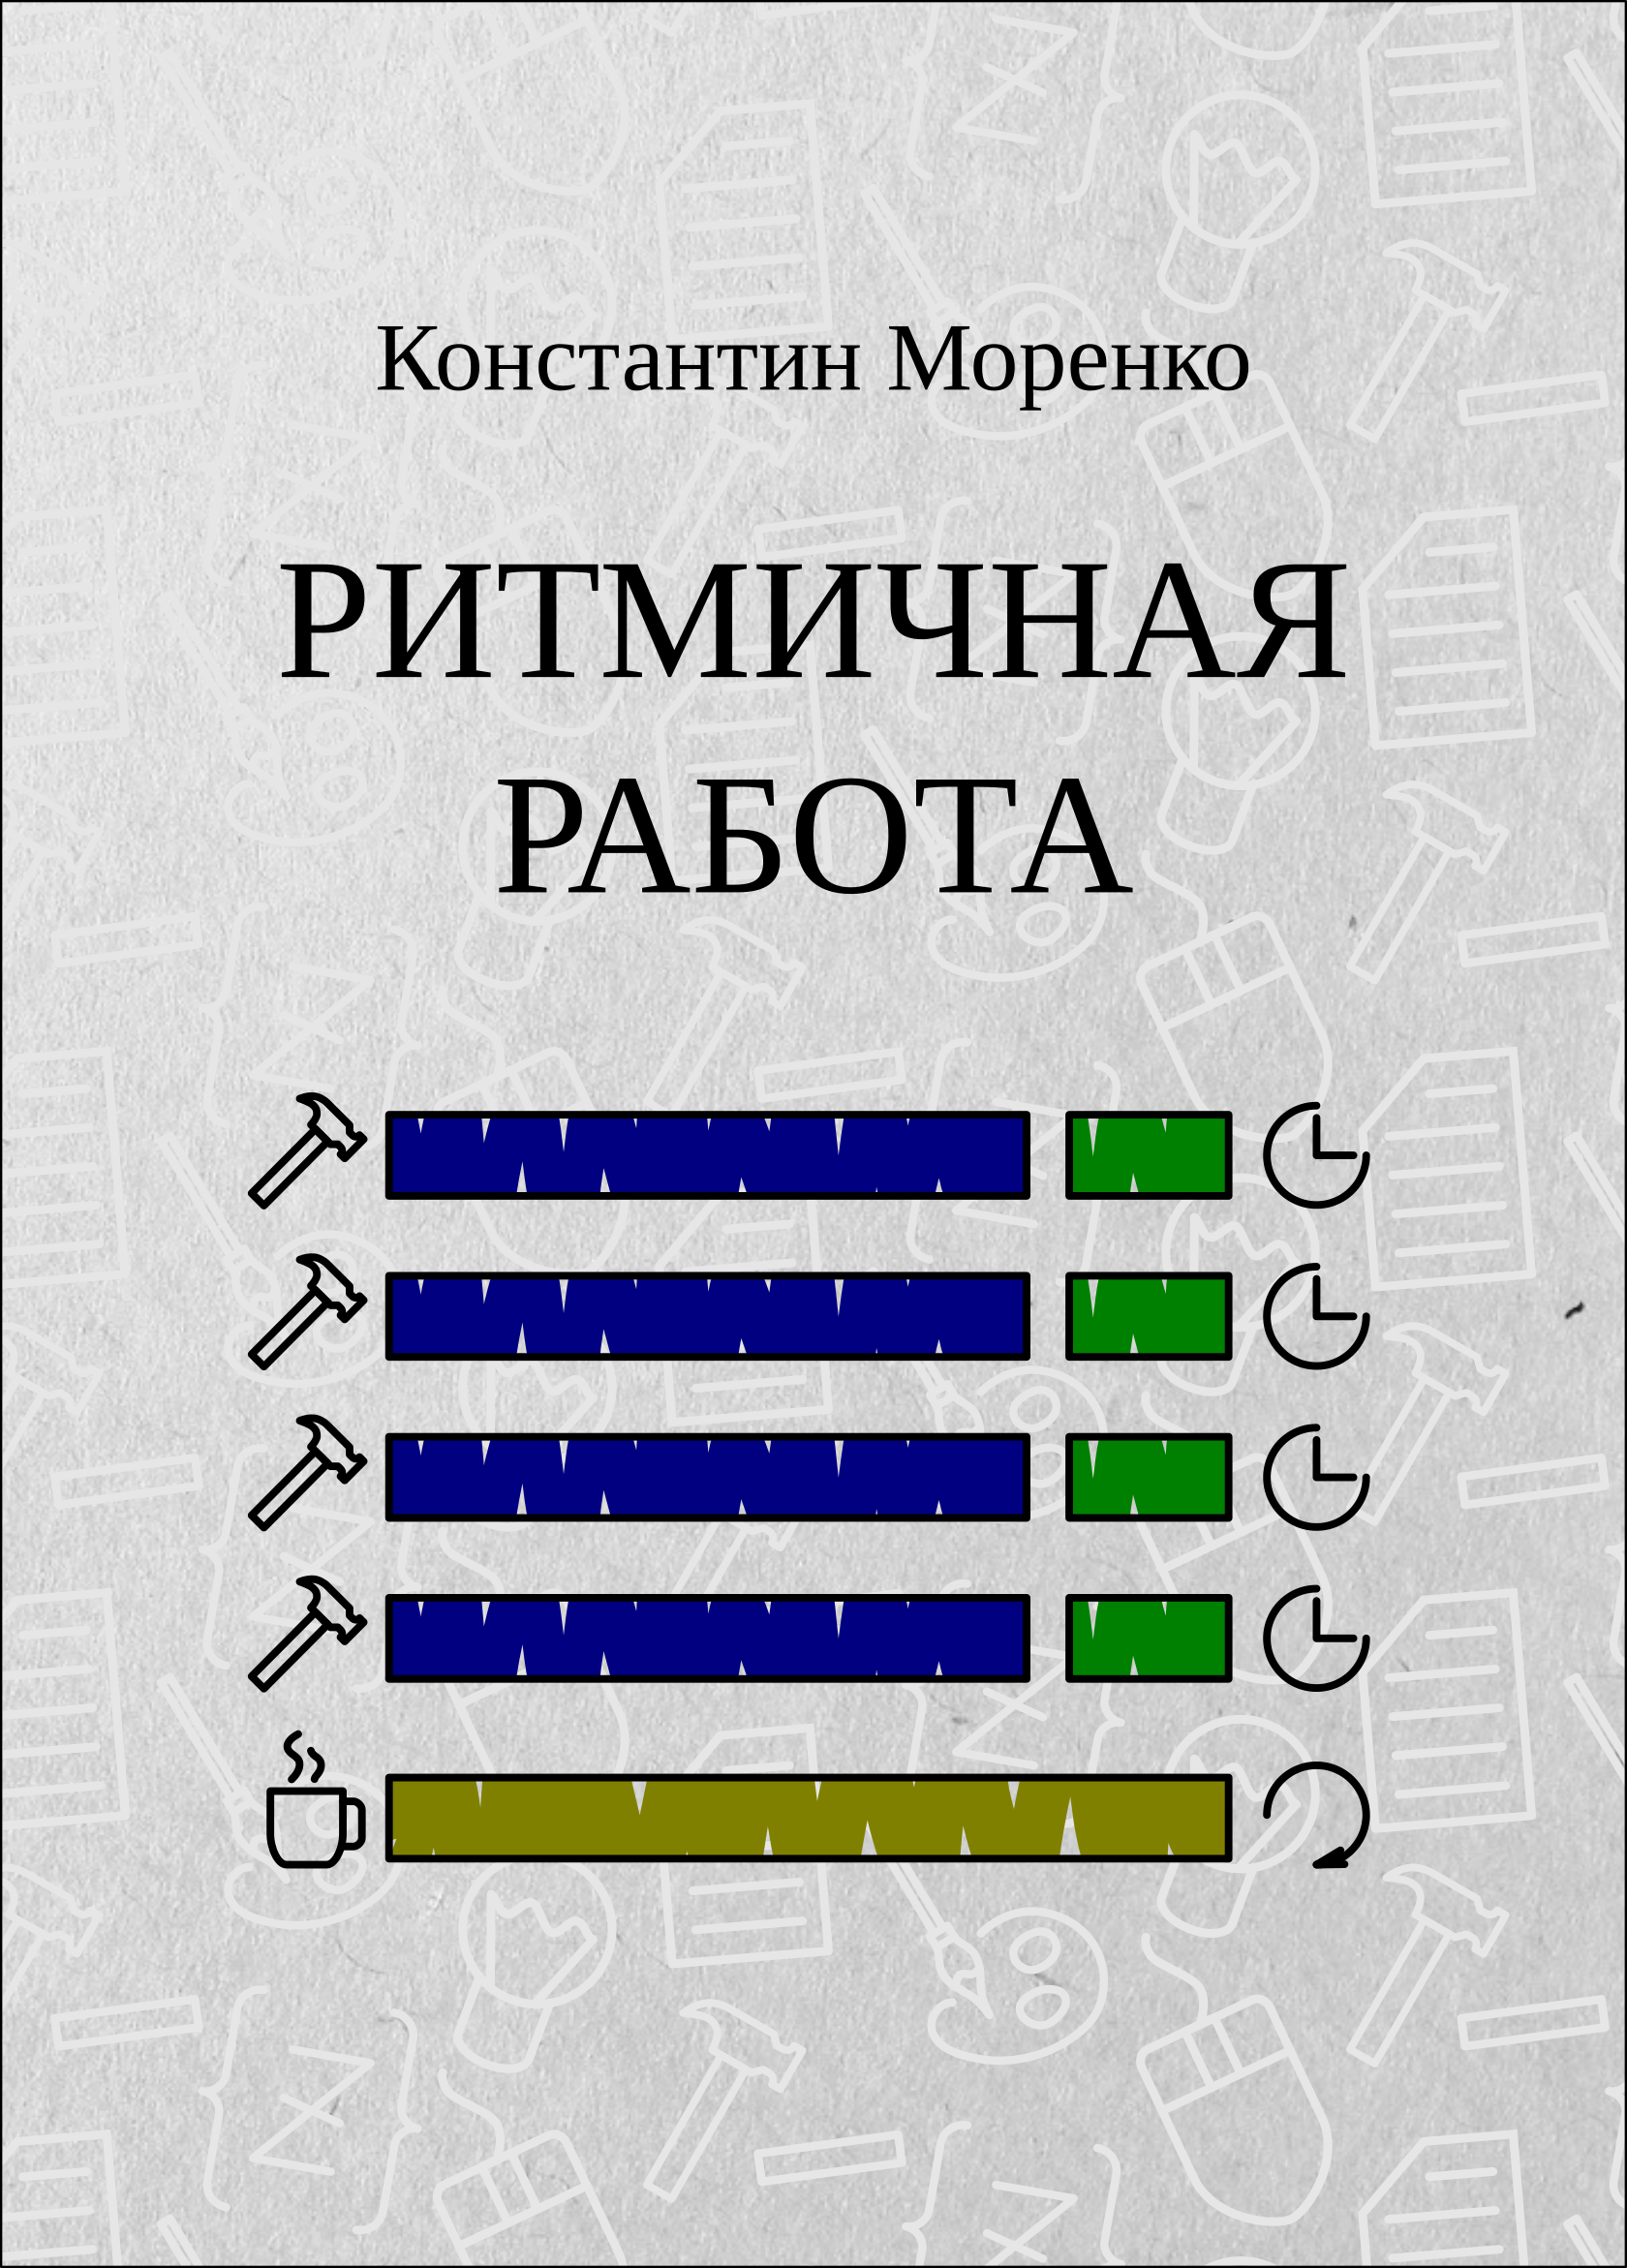 Константин Моренко
РИТМИЧНАЯ
РАБОТА